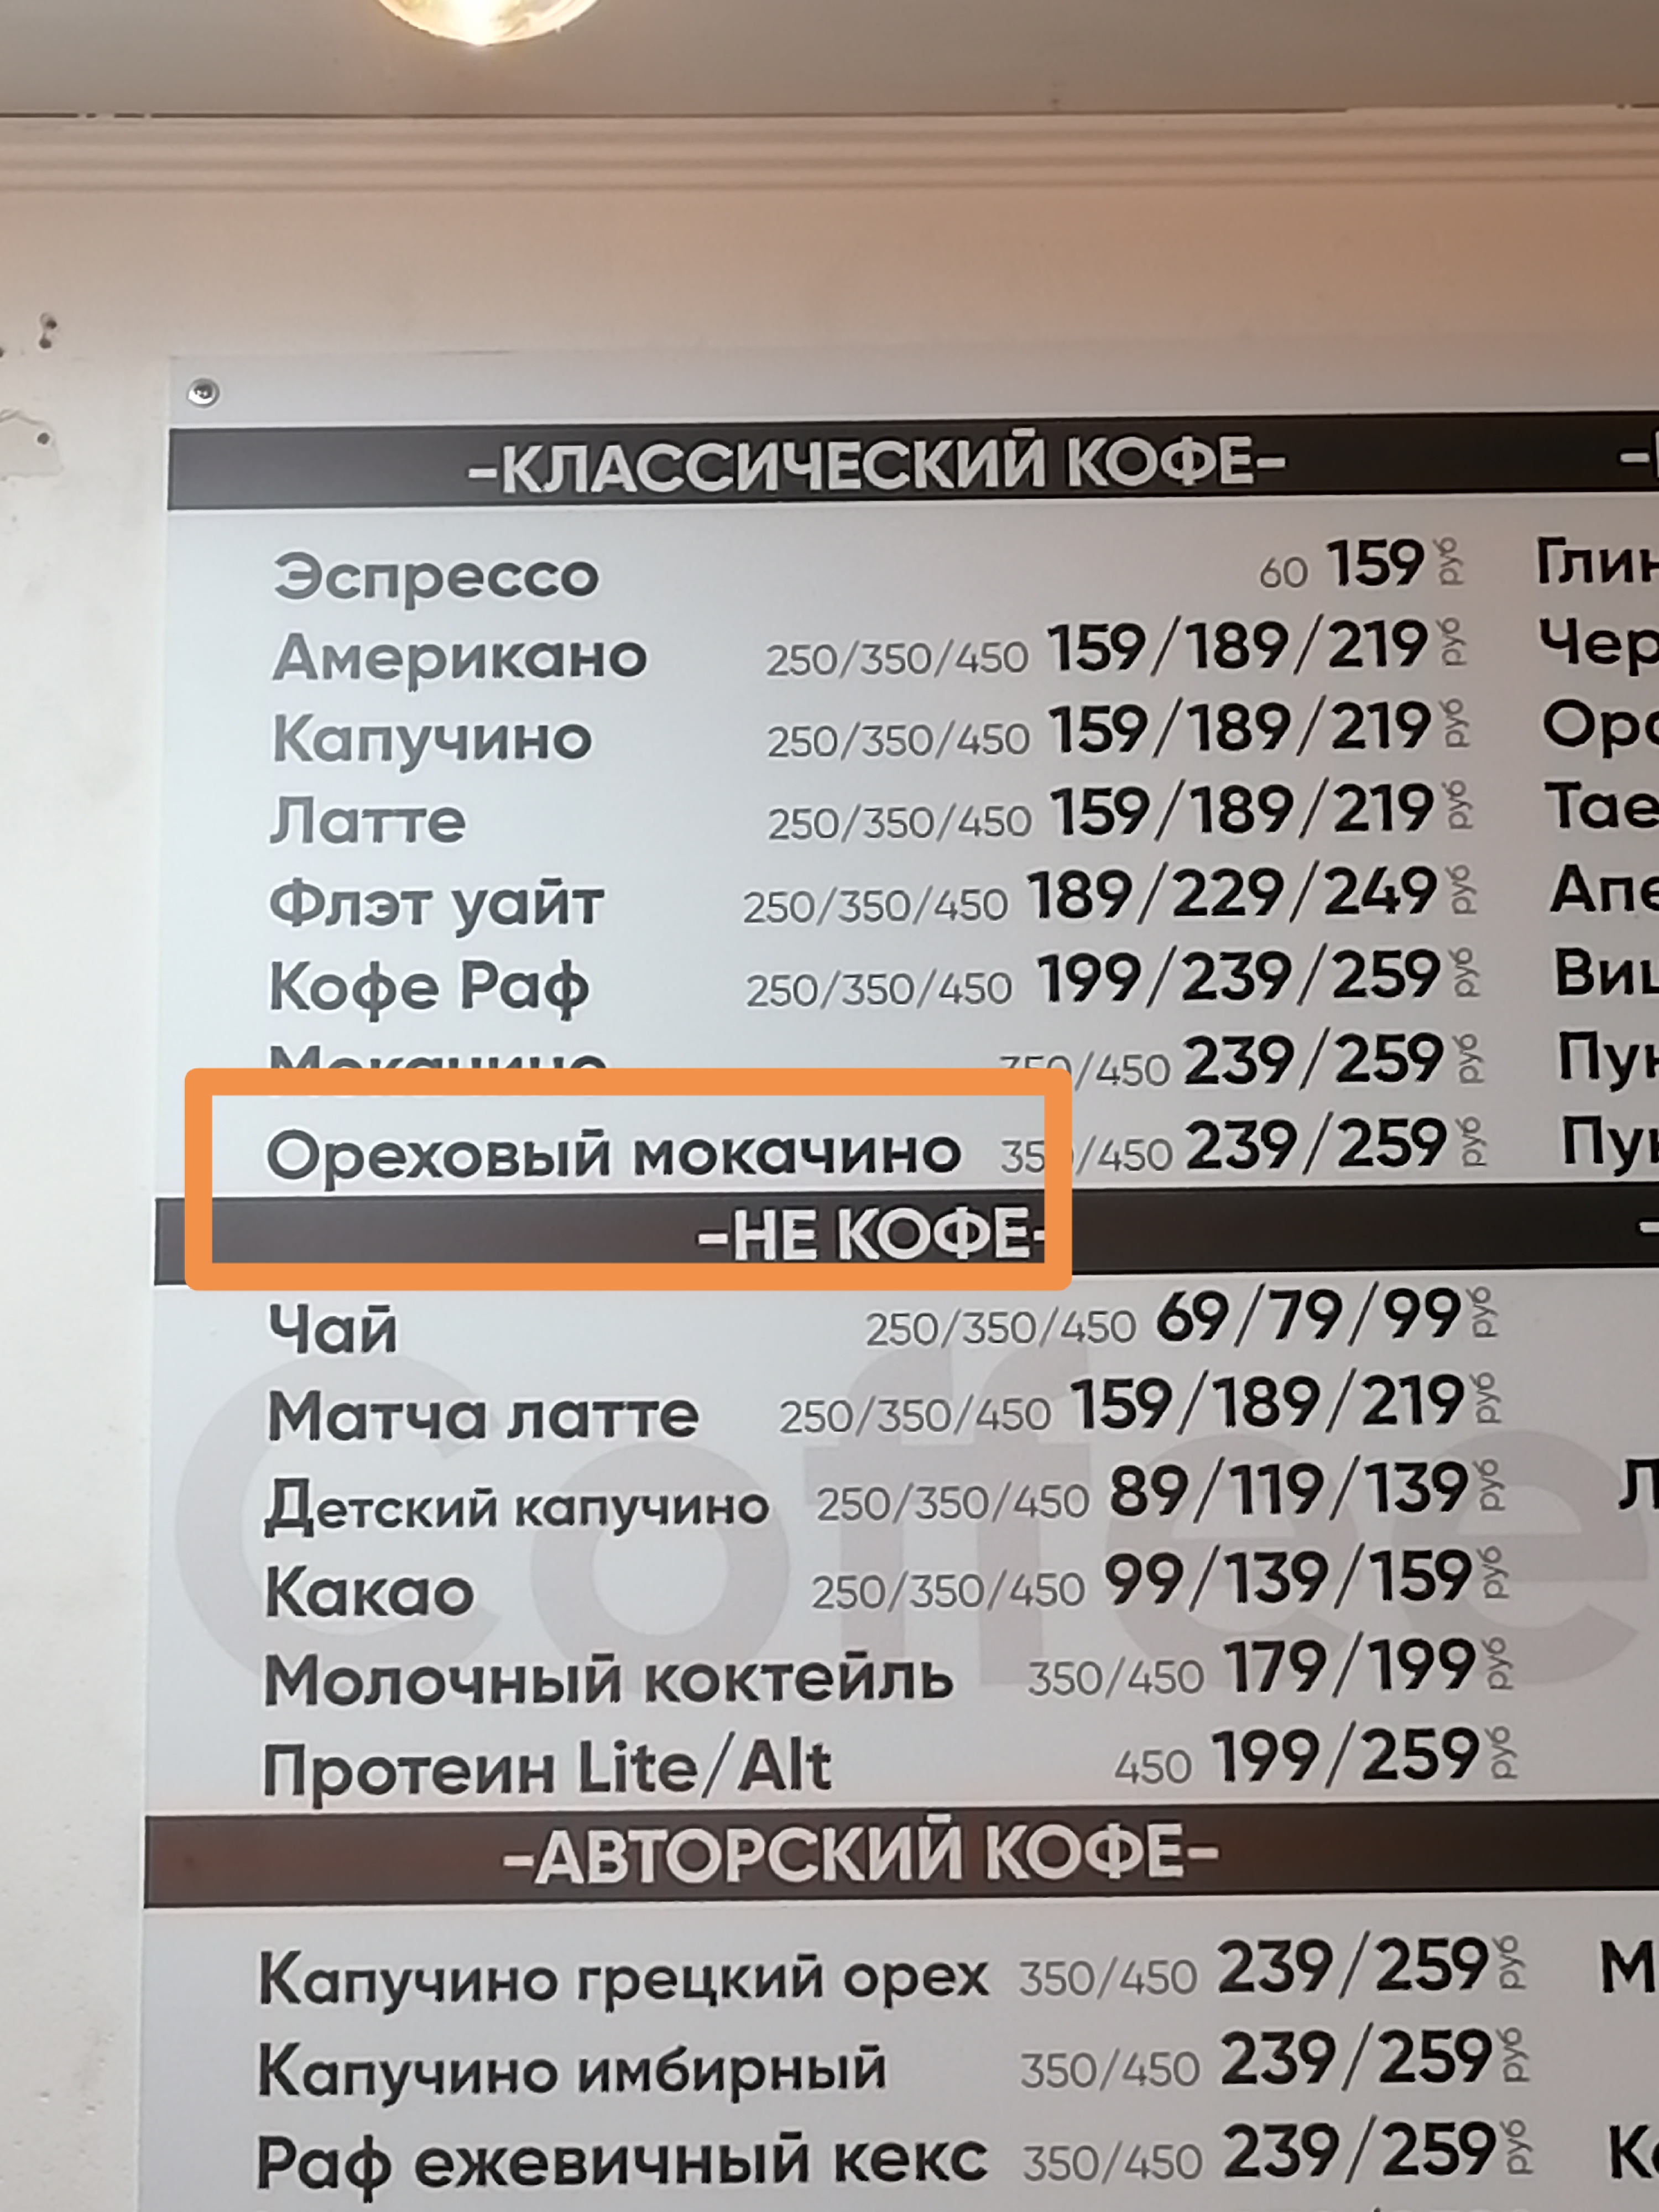 -КЛАССИЧЕСКИЙ КОФЕ-
Эспрессо 60 159 руб
Американо 250/350/450 159/189/219 руб
Капучино 250/350/450 159/189/219 руб
Латте 250/350/450 159/189/219 руб
Флэт уайт 250/350/450 189/229/249 руб
Кофе Раф 250/350/450 199/239/259 руб
Мокачино 350/450 239/259 руб
Ореховый мокачино 350/450 239/259 руб
-НЕ КОФЕ-
Чай 250/350/450 69/79/99 руб
Матча латте 250/350/450 159/189/219 руб
Детский капучино 250/350/450 89/119/139 руб
Какао 250/350/450 99/139/159 руб
Молочный коктейль 350/450 179/199 руб
Протеин Lite/Alt 450 199/259 руб
Coffee
-АВТОРСКИЙ КОФЕ-
Капучино грецкий орех 350/450 239/259 руб
Капучино имбирный 350/450 239/259 руб
Раф ежевичный кекс 350/450 239/259 руб